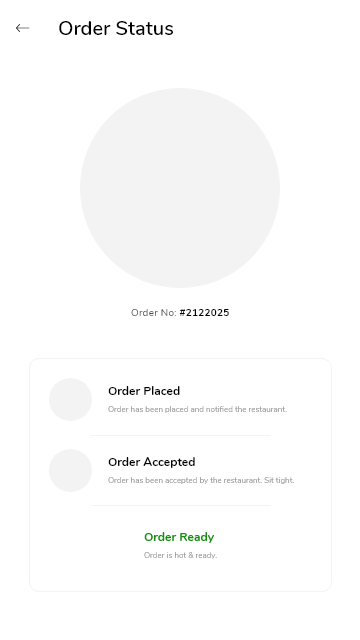 Order Status
Order No: #2122025
Order Placed
Order has been placed and notified the restaurant.
Order Accepted
Order has been accepted by the restaurant. Sit tight.
Order Ready
Order is hot & ready.